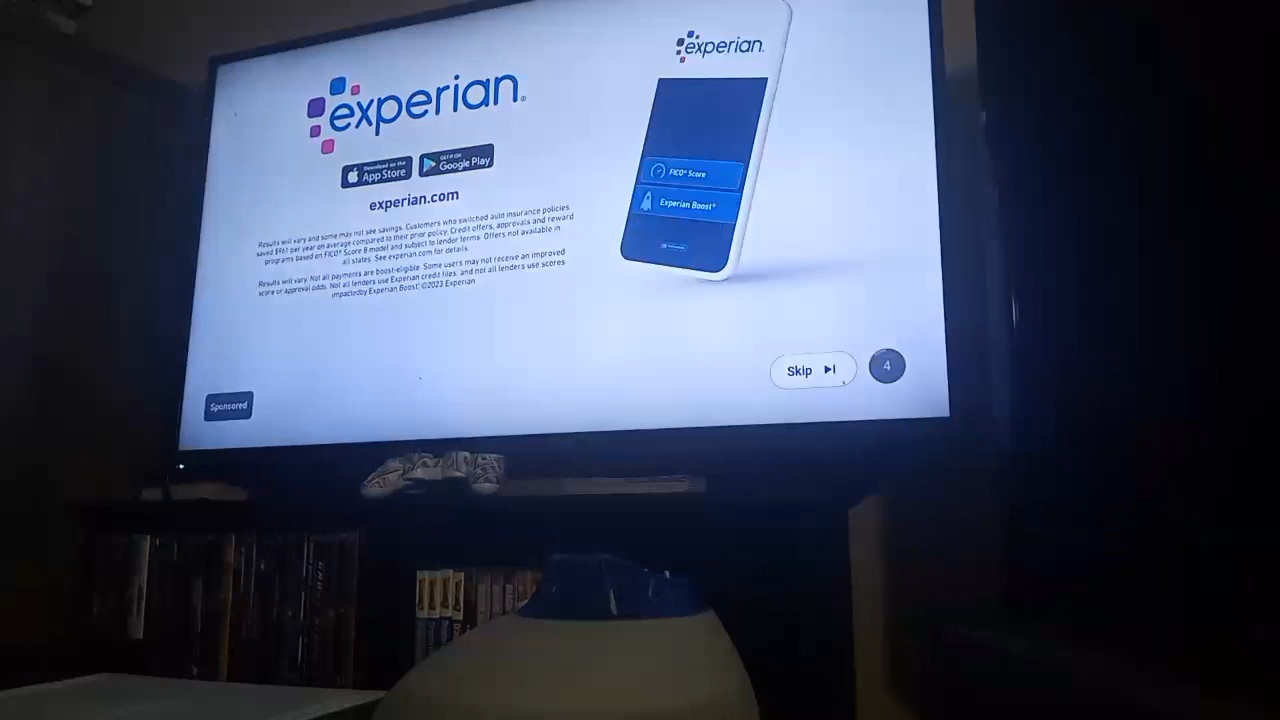 experian.
Download on the
App Store
GET IT ON
Google Play
experian.com
Results will vary and some may not see savings. Customers who switched auto insurance policies
saved $961 per year on average compared to their prior policy. Credit offers, approvals and reward
programs based on FICO® Score 8 model and subject to lender terms. Offers not available in
all states. See experian.com for details.
Results will vary. Not all payments are boost-eligible. Some users may not receive an improved
score or approval odds. Not all lenders use Experian credit files, and not all lenders use scores
impactedby Experian Boost.® ©2023 Experian
experian.
FICO® Score
Experian Boost®
Skip
4
Sponsored